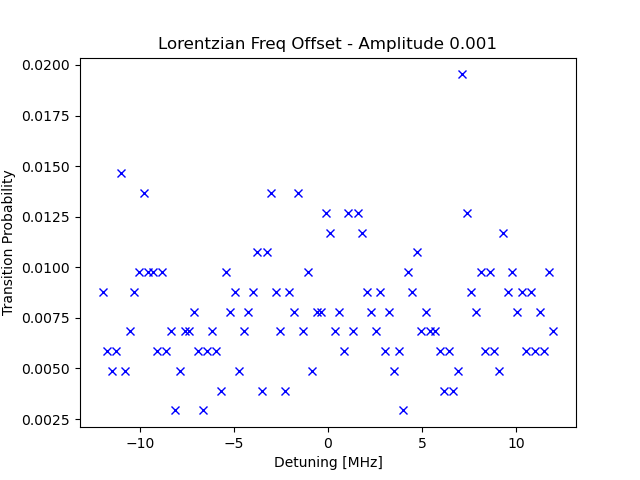 Lorentzian Freq Offset - Amplitude 0.001
Transition Probability
0.0200
0.0175
0.0150
0.0125
0.0100
0.0075
0.0050
0.0025
−10 −5 0 5 10
Detuning [MHz]